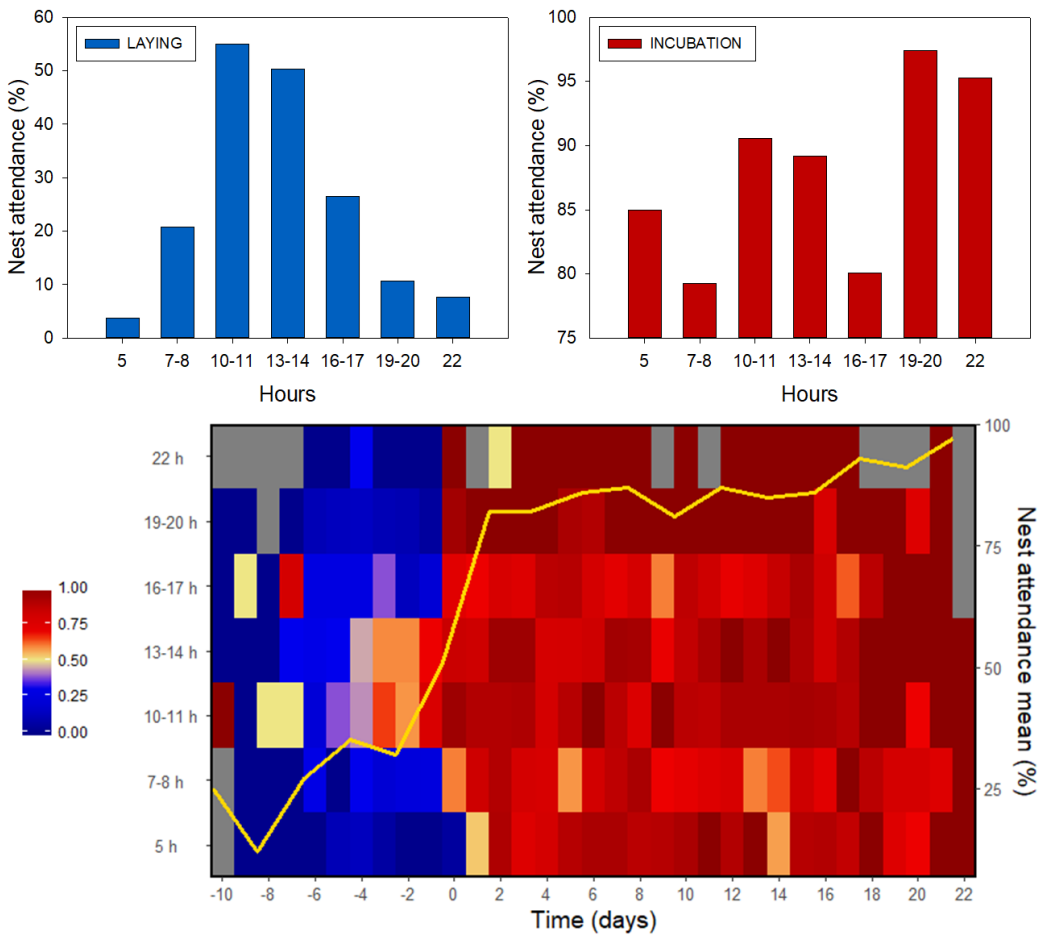 LAYING
Nest attendance (%)
60
50
40
30
20
10
0
5 7-8 10-11 13-14 16-17 19-20 22
Hours
INCUBATION
Nest attendance (%)
100
95
90
85
80
75
5 7-8 10-11 13-14 16-17 19-20 22
Hours
1.00
0.75
0.50
0.25
0.00
22 h
19-20 h
16-17 h
13-14 h
10-11 h
7-8 h
5 h
100
75
50
25
Nest attendance mean (%)
-10 -8 -6 -4 -2 0 2 4 6 8 10 12 14 16 18 20 22
Time (days)